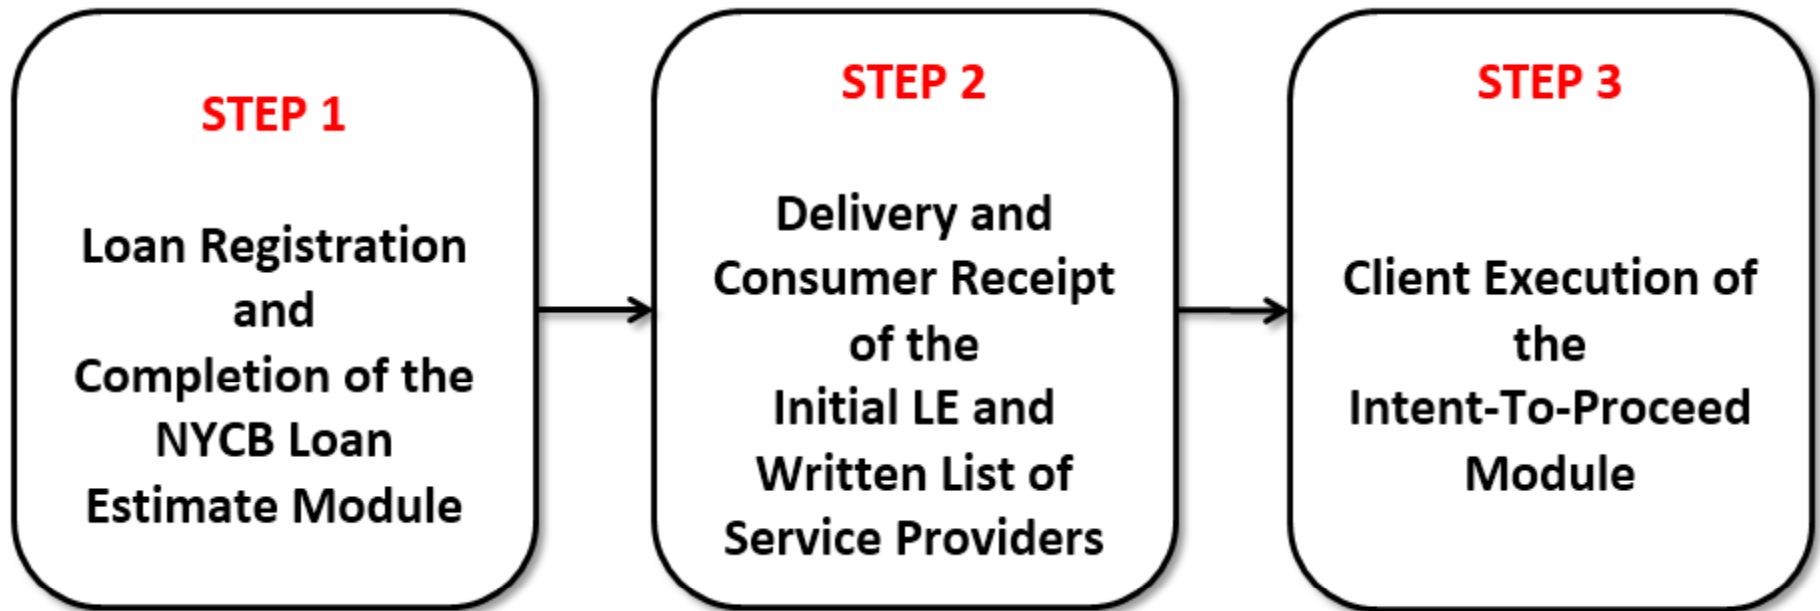 STEP 1
Loan Registration
and
Completion of the
NYCB Loan
Estimate Module
STEP 2
Delivery and
Consumer Receipt
of the
Initial LE and
Written List of
Service Providers
STEP 3
Client Execution of
the
Intent-To-Proceed
Module